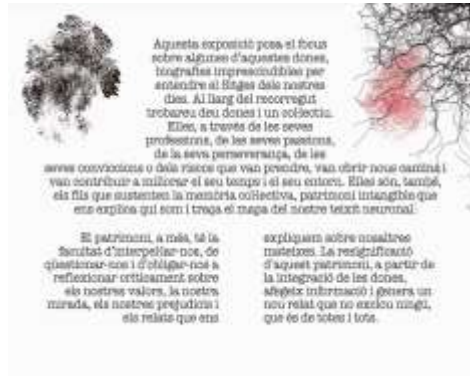 Aquesta exposició posa el focus
sobre algunes d'aquestes dones,
biografies imprescindibles per
entendre el Sitges dels nostres
dies. Al llarg del recorregut
trobareu deu dones i un col·lectiu.
Elles, a través de les seves
professions, de les seves passions,
de la seva perseverança, de les
seves conviccions o dels riscos que van prendre, van obrir nous camins i
van contribuir a millorar el seu temps i el seu entorn. Elles són, també,
els fils que sustenten la memòria col·lectiva, patrimoni intangible que
ens explica qui som i traça el mapa del nostre teixit neuronal.
El patrimoni, a més, té la
facultat d'interpel·lar-nos, de
qüestionar-nos i d'obligar-nos a
reflexionar críticament sobre
els nostres valors, la nostra
mirada, els nostres prejudicis i
els relats que ens
expliquem sobre nosaltres
mateixes. La resignificació
d'aquest patrimoni, a partir de
la integració de les dones,
afegeix informació i genera un
nou relat que no exclou ningú,
que és de totes i tots.